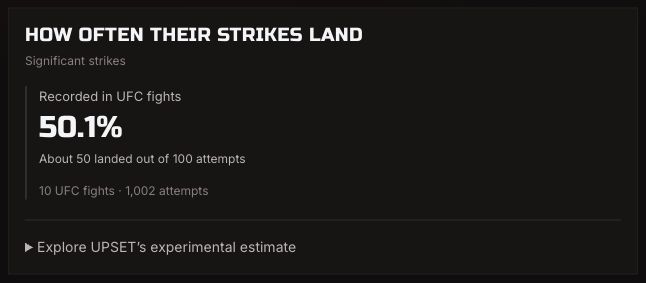 HOW OFTEN THEIR STRIKES LAND
Significant strikes
Recorded in UFC fights
50.1%
About 50 landed out of 100 attempts
10 UFC fights · 1,002 attempts
▶ Explore UPSET’s experimental estimate